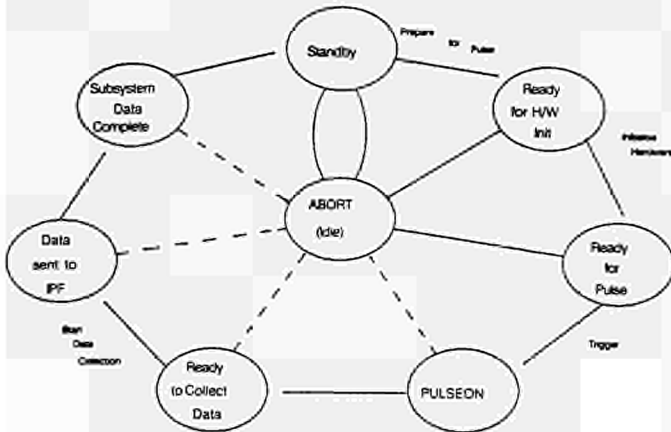 Standby
Prepare for Pulse
Ready
for H/W
Init
Initialise
Hardware
Ready
for
Pulse
Trigger
PULSEON
Ready
to Collect
Data
Start
Data
Collection
Data
sent to
IPF
Subsystem
Data
Complete
ABORT
(Idle)